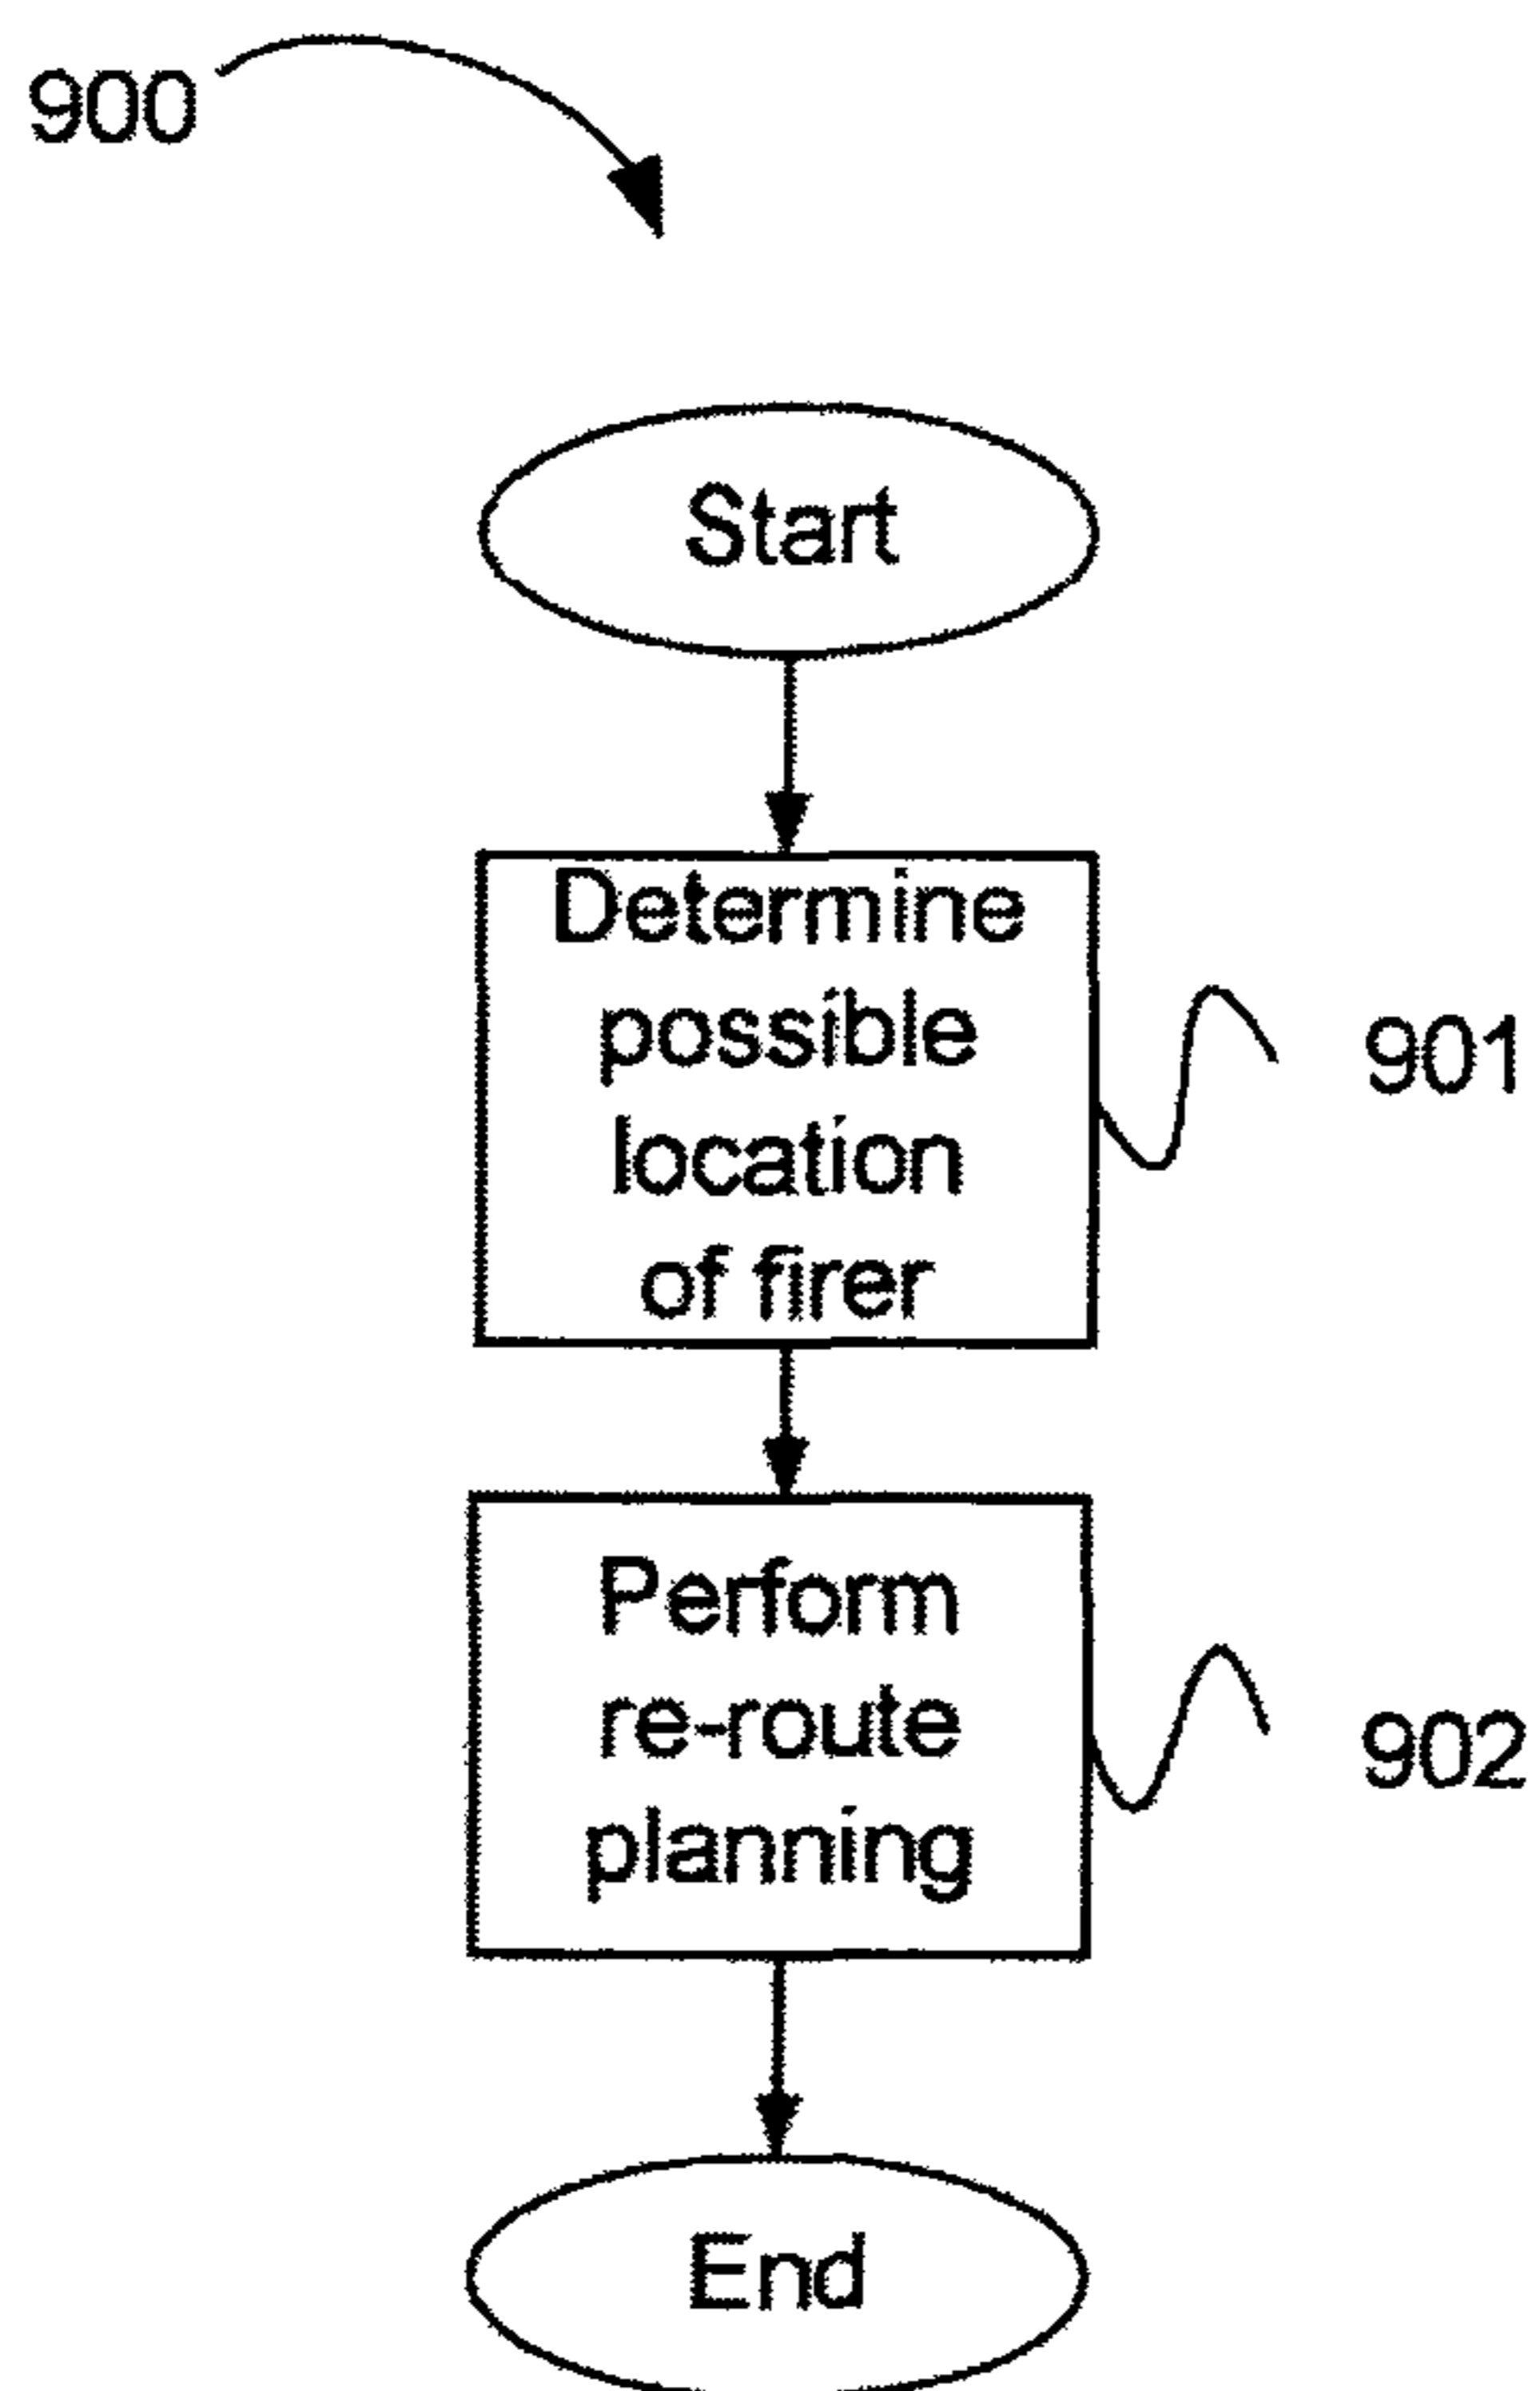 900
Start
Determine
possible
location
of firer
901
Perform
re-route
planning
902
End